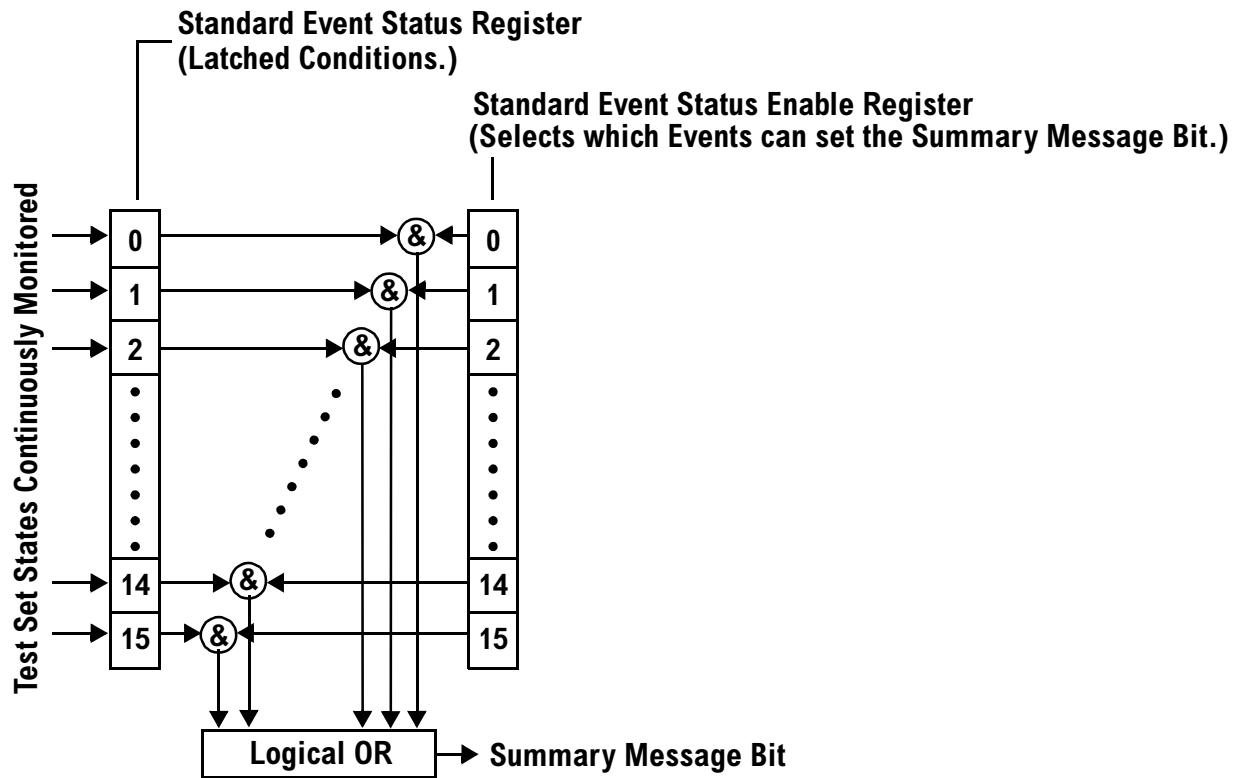 Standard Event Status Register
(Latched Conditions.)
Standard Event Status Enable Register
(Selects which Events can set the Summary Message Bit.)
Test Set States Continuously Monitored
0 & 0
1 & 1
2 & 2
14 & 14
15 & 15
Logical OR
Summary Message Bit